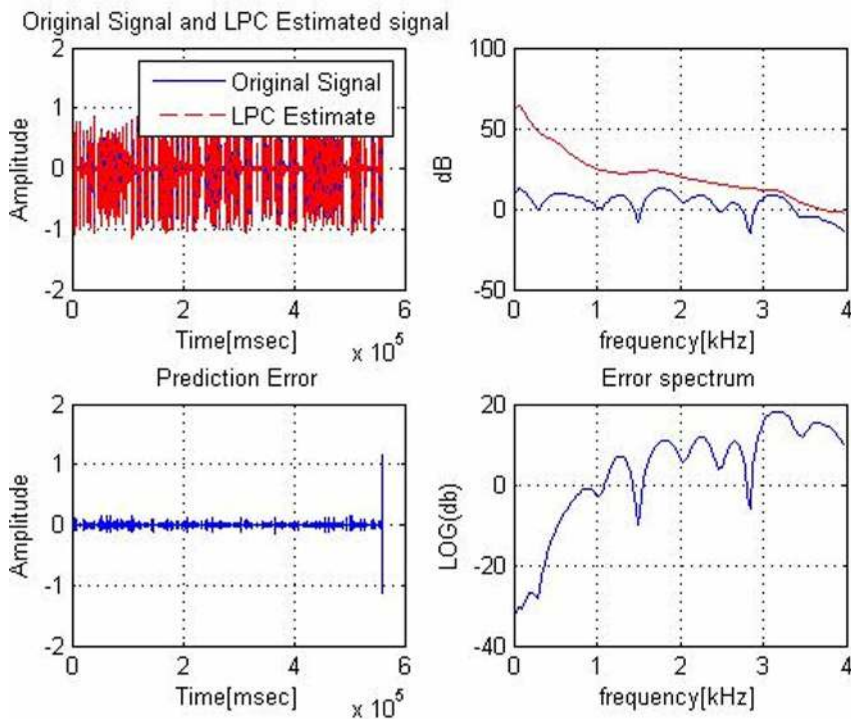 Original Signal and LPC Estimated signal
2
1
0
-1
-2
Amplitude
Original Signal
LPC Estimate
0 2 4 6
Time[msec]
x 10^5
100
50
0
-50
dB
0 1 2 3 4
frequency[kHz]
Prediction Error
2
1
0
-1
-2
Amplitude
0 2 4 6
Time[msec]
x 10^5
Error spectrum
20
0
-20
-40
LOG(db)
0 1 2 3 4
frequency[kHz]